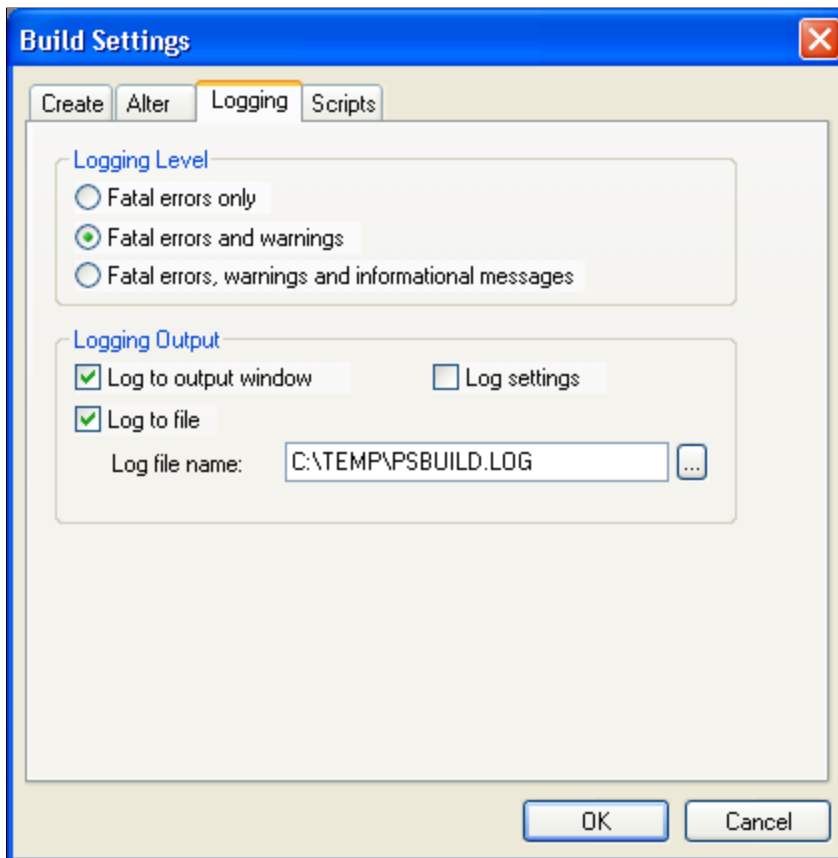 Build Settings
Create Alter Logging Scripts
Logging Level
Fatal errors only
Fatal errors and warnings
Fatal errors, warnings and informational messages
Logging Output
Log to output window Log settings
Log to file
Log file name: C:\TEMP\PSBUILD.LOG ...
OK Cancel